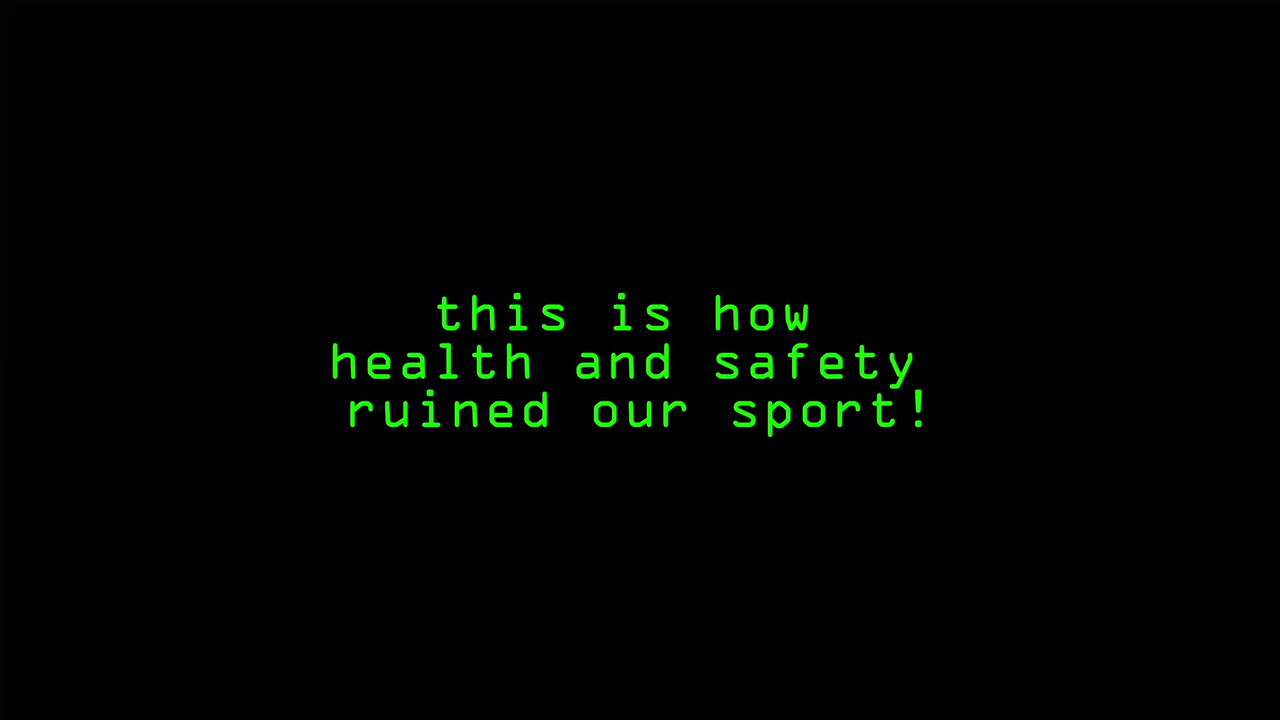 this is how
health and safety
ruined our sport!